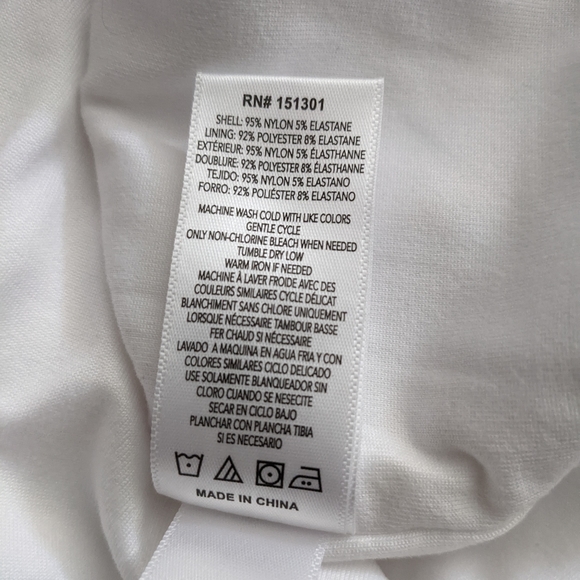 RN# 151301
SHELL: 95% NYLON 5% ELASTANE
LINING: 92% POLYESTER 8% ELASTANE
EXTÉRIEUR: 95% NYLON 5% ÉLASTHANNE
DOUBLURE: 92% POLYESTER 8% ÉLASTHANNE
TEJIDO: 95% NYLON 5% ELASTANO
FORRO: 92% POLIÉSTER 8% ELASTANO
MACHINE WASH COLD WITH LIKE COLORS
GENTLE CYCLE
ONLY NON-CHLORINE BLEACH WHEN NEEDED
TUMBLE DRY LOW
WARM IRON IF NEEDED
MACHINE À LAVER FROIDE AVEC DES
COULEURS SIMILAIRES CYCLE DÉLICAT
BLANCHIMENT SANS CHLORE UNIQUEMENT
LORSQUE NÉCESSAIRE TAMBOUR BASSE
FER CHAUD SI NÉCESSAIRE
LAVADO A MAQUINA EN AGUA FRIA Y CON
COLORES SIMILARES CICLO DELICADO
USE SOLAMENTE BLANQUEADOR SIN
CLORO CUANDO SE NESECITE
SECAR EN CICLO BAJO
PLANCHAR CON PLANCHA TIBIA
SI ES NECESARIO
MADE IN CHINA